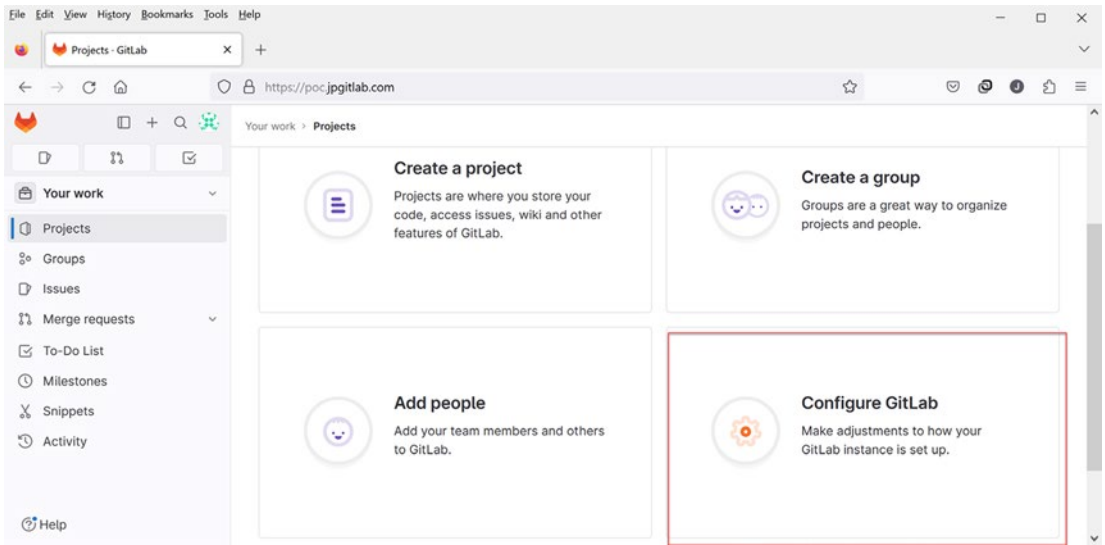 File Edit View History Bookmarks Tools Help
Projects · GitLab
https://poc.jpgitlab.com
J
Your work > Projects
Your work
Projects
Groups
Issues
Merge requests
To-Do List
Milestones
Snippets
Activity
Help
Create a project
Projects are where you store your
code, access issues, wiki and other
features of GitLab.
Create a group
Groups are a great way to organize
projects and people.
Add people
Add your team members and others
to GitLab.
Configure GitLab
Make adjustments to how your
GitLab instance is set up.